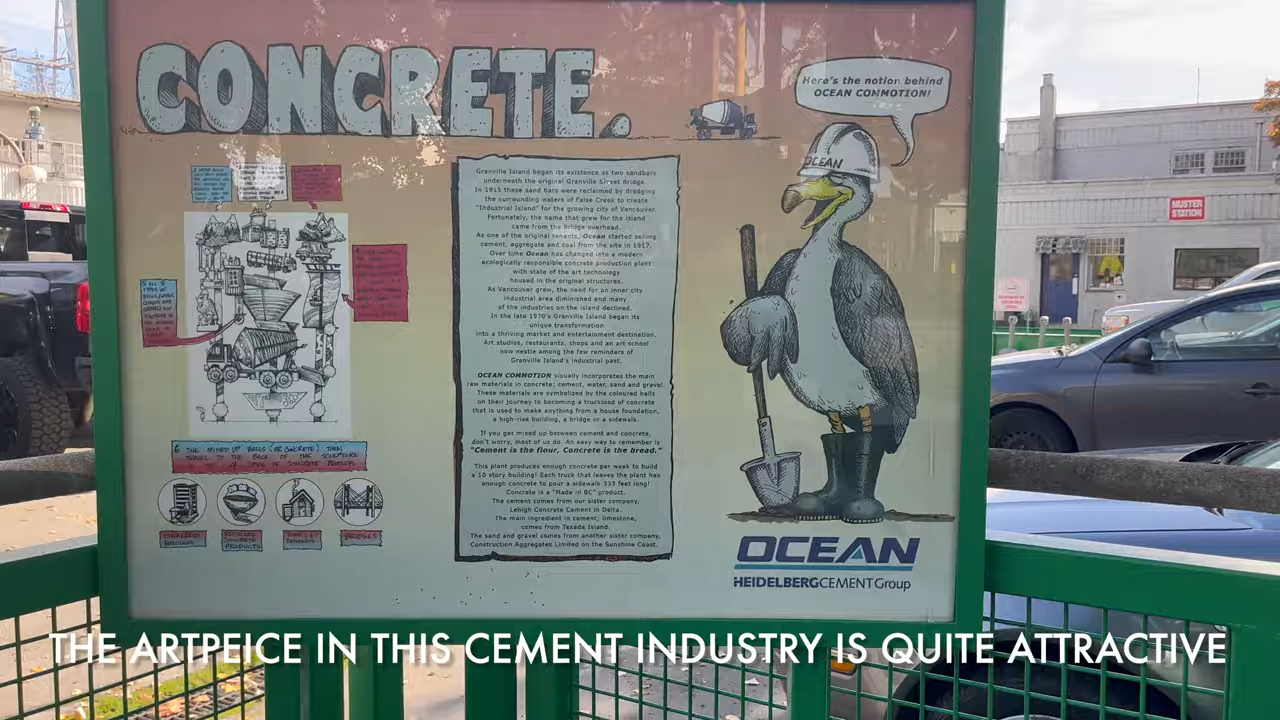 CONCRETE.
Here's the notion behind
OCEAN COMMOTION!
OCEAN
Granville Island began its existence as two sandbars
underneath the original Granville Street Bridge.
In 1915 these sand bars were reclaimed by dredging
the surrounding waters of False Creek to create
"Industrial Island" for the growing city of Vancouver.
Fortunately, the name that grew for the island
came from the bridge overhead.
As one of the original tenants, Ocean started selling
cement, aggregate and coal from the site in 1917.
Over time Ocean has changed into a modern
ecologically responsible concrete production plant
with state of the art technology
housed in the original structures.
As Vancouver grew, the need for an inner city
industrial area diminished and many
of the industries on the island declined.
In the late 1970's Granville Island began its
unique transformation
into a thriving market and entertainment destination.
Art studios, restaurants, shops and an art school
now nestle among the few reminders of
Granville Island's industrial past.
OCEAN COMMOTION visually incorporates the main
raw materials in concrete; cement, water, sand and gravel.
These materials are symbolized by the coloured balls
on their journey to becoming a truckload of concrete
that is used to make anything from a house foundation,
a high-rise building, a bridge or a sidewalk.
If you get mixed up between cement and concrete,
don't worry, most of us do. An easy way to remember is
"Cement is the flour, Concrete is the bread."
This plant produces enough concrete per week to build
a 10 story building! Each truck that leaves the plant has
enough concrete to pour a sidewalk 333 feet long!
Concrete is a "Made in BC" product.
The cement comes from our sister company,
Lehigh Concrete Cement in Delta.
The main ingredient in cement; limestone,
comes from Texada Island.
The sand and gravel comes from another sister company,
Construction Aggregates Limited on the Sunshine Coast.
6 THE MIXED UP BALLS (OR CONCRETE) THEN
TRAVEL TO THE BACK OF THE SCULPTURE
BRIDGES
OCEAN
HEIDELBERGCEMENT Group
MUSTER
STATION
THE ARTPEICE IN THIS CEMENT INDUSTRY IS QUITE ATTRACTIVE